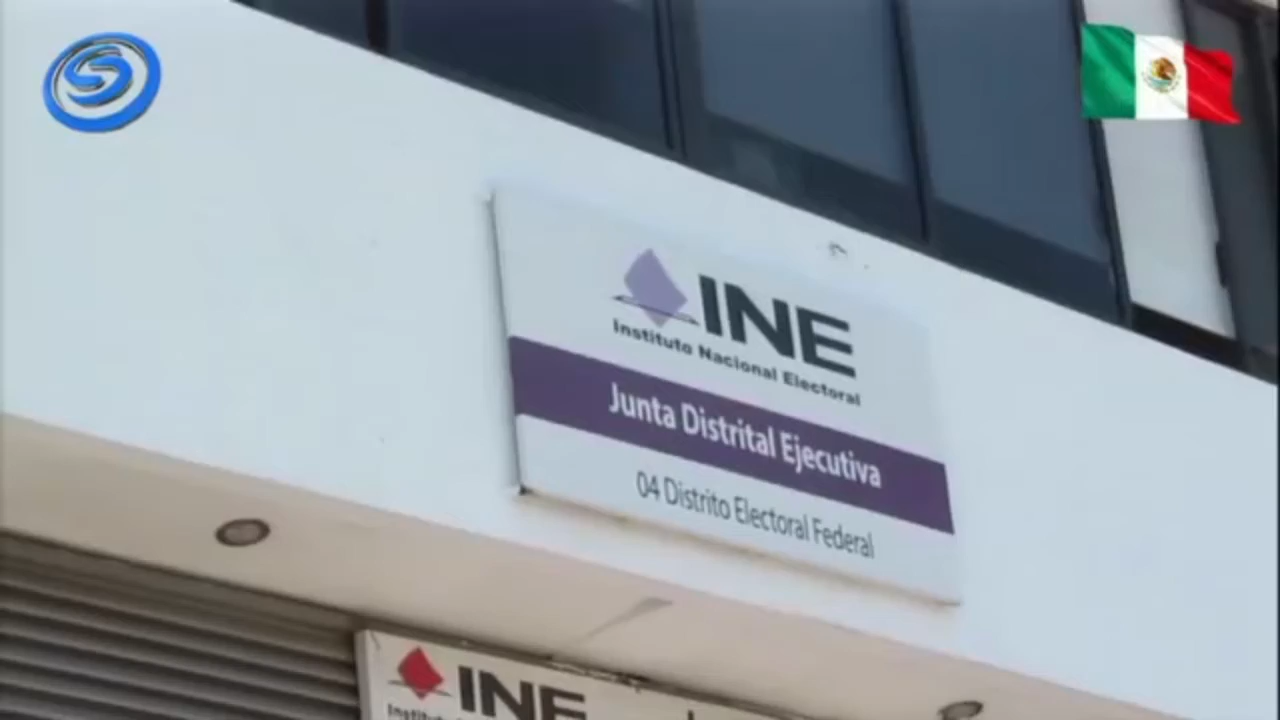 S
INE
Instituto Nacional Electoral
Junta Distrital Ejecutiva
04 Distrito Electoral Federal
INE